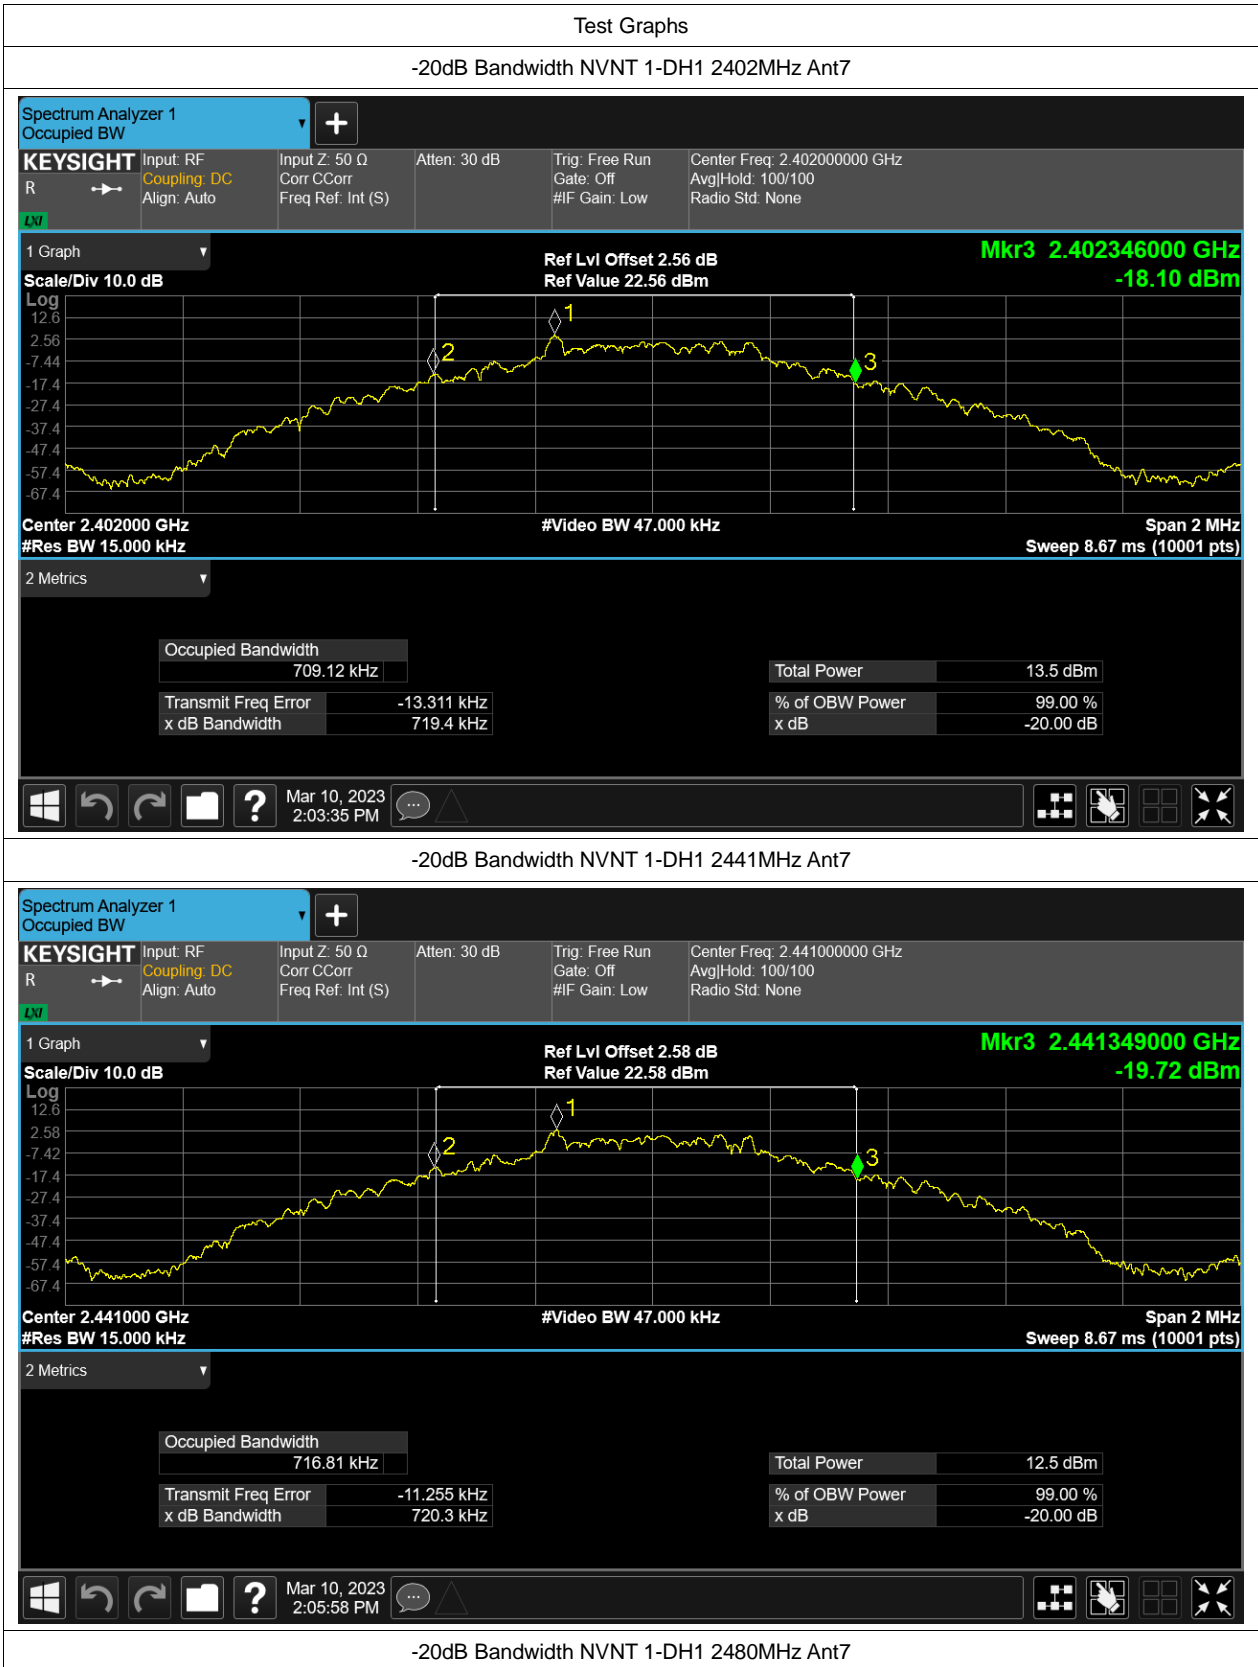 Test Graphs
-20dB Bandwidth NVNT 1-DH1 2402MHz Ant7
Spectrum Analyzer 1
Occupied BW
KEYSIGHT Input: RF Input Z: 50 Ω Atten: 30 dB Trig: Free Run Center Freq: 2.402000000 GHz
R Coupling: DC Corr CCorr Gate: Off Avg|Hold: 100/100
Align: Auto Freq Ref: Int (S) #IF Gain: Low Radio Std: None
LXI
1 Graph Ref Lvl Offset 2.56 dB Mkr3 2.402346000 GHz
Scale/Div 10.0 dB Ref Value 22.56 dBm -18.10 dBm
Log
12.6 1
2.56
-7.44 2 3
-17.4
-27.4
-37.4
-47.4
-57.4
-67.4
Center 2.402000 GHz #Video BW 47.000 kHz Span 2 MHz
#Res BW 15.000 kHz Sweep 8.67 ms (10001 pts)
2 Metrics
Occupied Bandwidth
709.12 kHz Total Power 13.5 dBm
Transmit Freq Error -13.311 kHz % of OBW Power 99.00 %
x dB Bandwidth 719.4 kHz x dB -20.00 dB
? Mar 10, 2023
2:03:35 PM
-20dB Bandwidth NVNT 1-DH1 2441MHz Ant7
Spectrum Analyzer 1
Occupied BW
KEYSIGHT Input: RF Input Z: 50 Ω Atten: 30 dB Trig: Free Run Center Freq: 2.441000000 GHz
R Coupling: DC Corr CCorr Gate: Off Avg|Hold: 100/100
Align: Auto Freq Ref: Int (S) #IF Gain: Low Radio Std: None
LXI
1 Graph Ref Lvl Offset 2.58 dB Mkr3 2.441349000 GHz
Scale/Div 10.0 dB Ref Value 22.58 dBm -19.72 dBm
Log
12.6 1
2.58
-7.42 2 3
-17.4
-27.4
-37.4
-47.4
-57.4
-67.4
Center 2.441000 GHz #Video BW 47.000 kHz Span 2 MHz
#Res BW 15.000 kHz Sweep 8.67 ms (10001 pts)
2 Metrics
Occupied Bandwidth
716.81 kHz Total Power 12.5 dBm
Transmit Freq Error -11.255 kHz % of OBW Power 99.00 %
x dB Bandwidth 720.3 kHz x dB -20.00 dB
? Mar 10, 2023
2:05:58 PM
-20dB Bandwidth NVNT 1-DH1 2480MHz Ant7